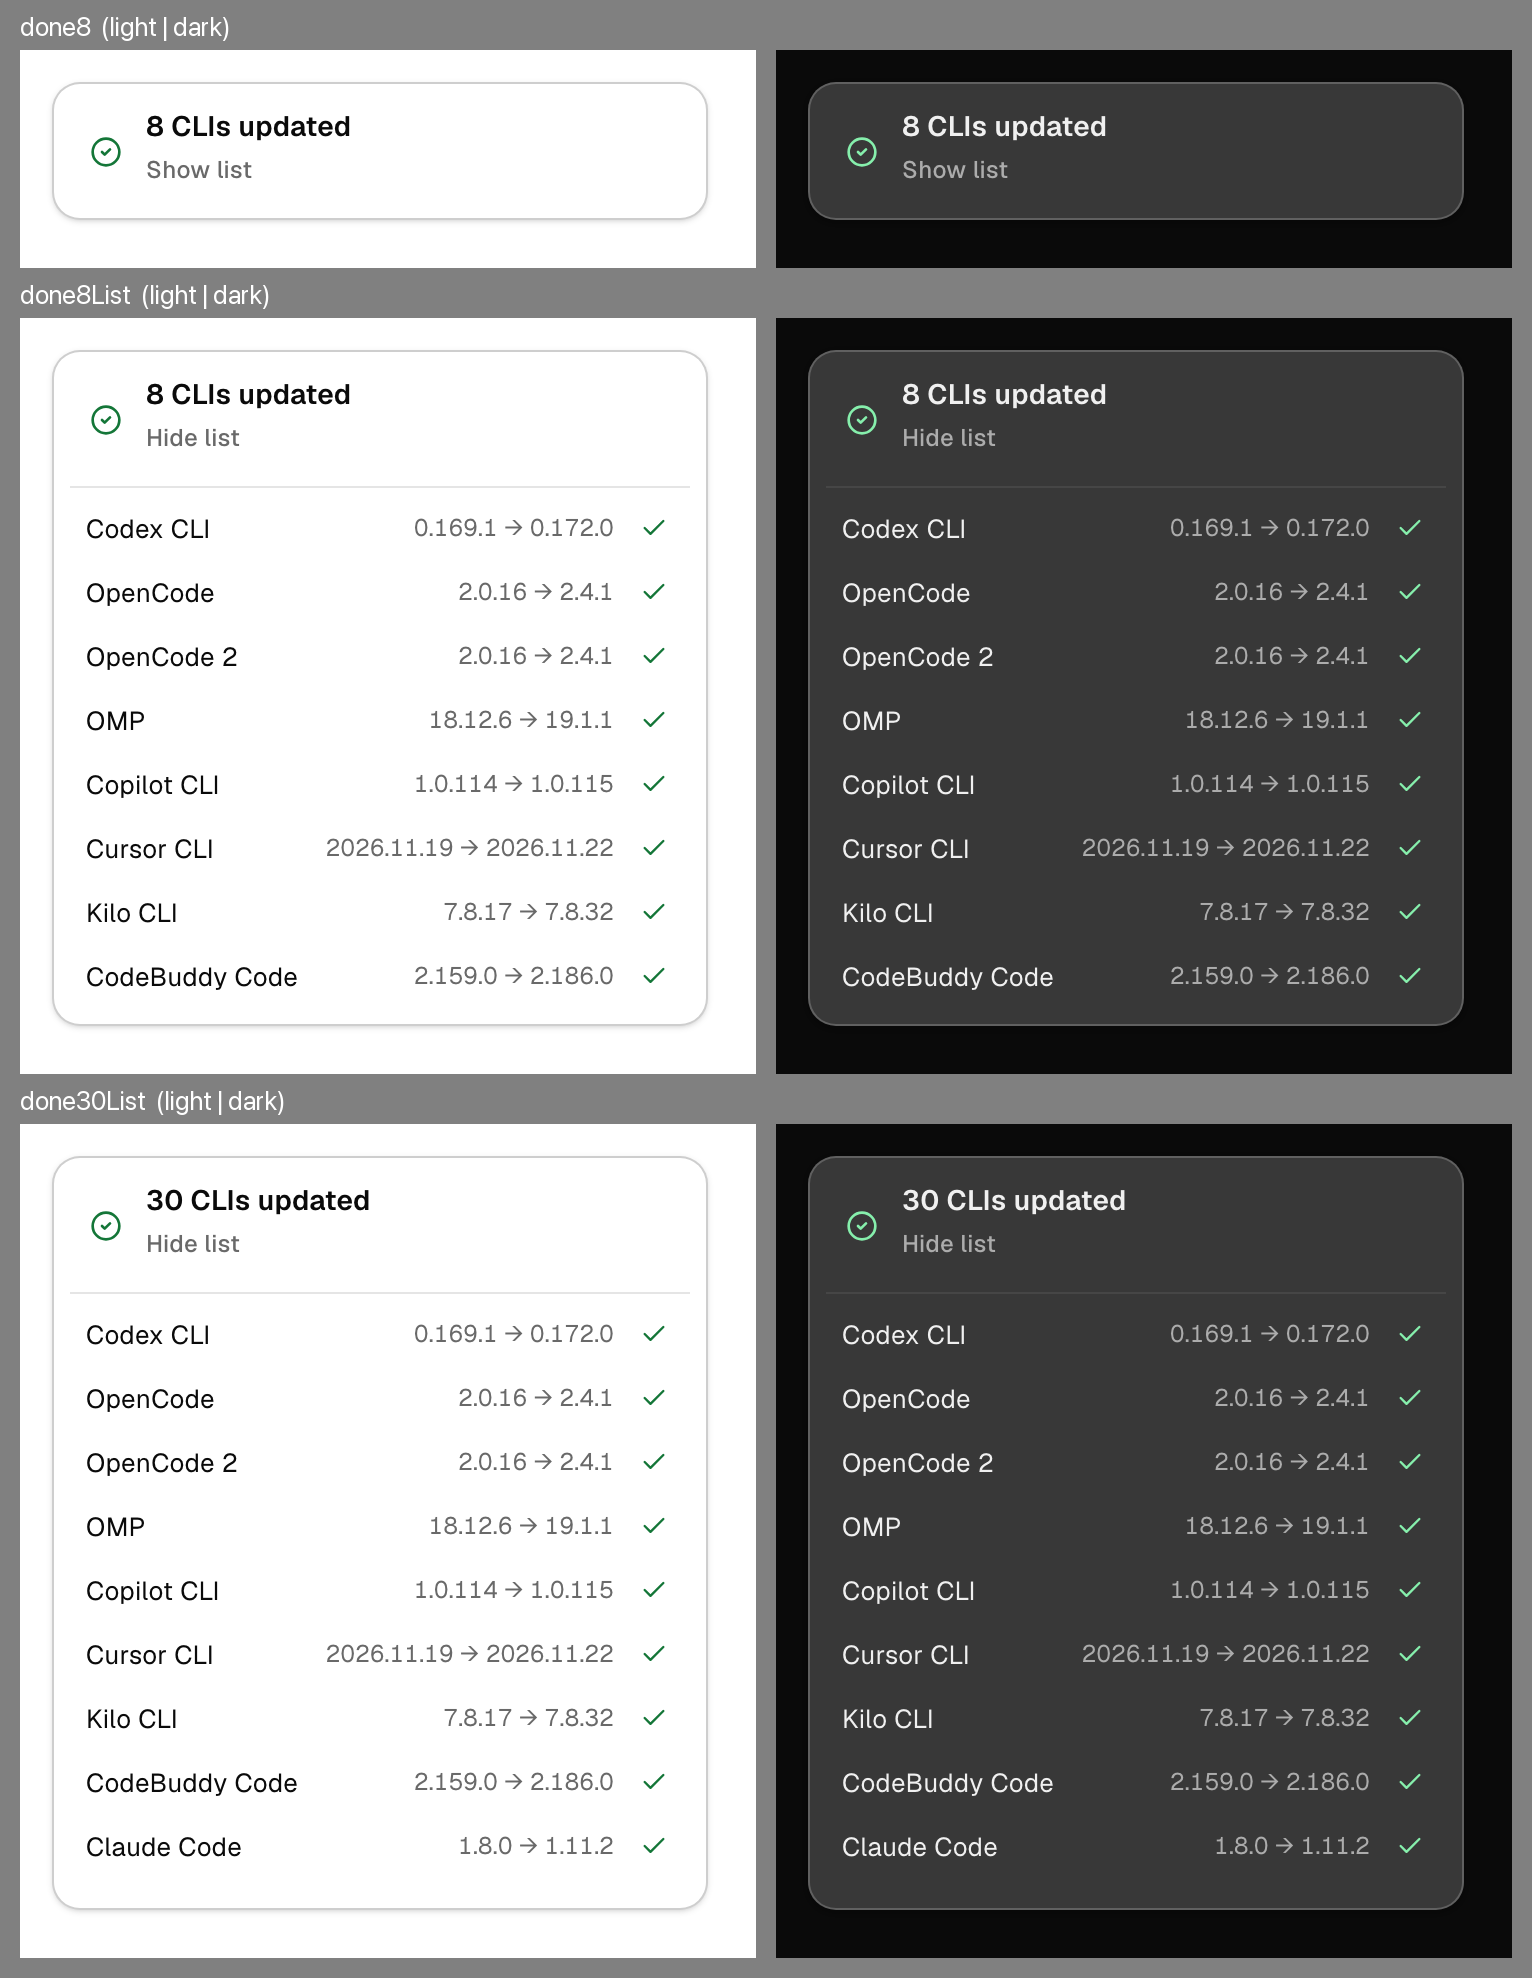 done8 (light | dark)
8 CLIs updated
Show list
8 CLIs updated
Show list
done8List (light | dark)
8 CLIs updated
Hide list
Codex CLI 0.169.1 → 0.172.0
OpenCode 2.0.16 → 2.4.1
OpenCode 2 2.0.16 → 2.4.1
OMP 18.12.6 → 19.1.1
Copilot CLI 1.0.114 → 1.0.115
Cursor CLI 2026.11.19 → 2026.11.22
Kilo CLI 7.8.17 → 7.8.32
CodeBuddy Code 2.159.0 → 2.186.0
8 CLIs updated
Hide list
Codex CLI 0.169.1 → 0.172.0
OpenCode 2.0.16 → 2.4.1
OpenCode 2 2.0.16 → 2.4.1
OMP 18.12.6 → 19.1.1
Copilot CLI 1.0.114 → 1.0.115
Cursor CLI 2026.11.19 → 2026.11.22
Kilo CLI 7.8.17 → 7.8.32
CodeBuddy Code 2.159.0 → 2.186.0
done30List (light | dark)
30 CLIs updated
Hide list
Codex CLI 0.169.1 → 0.172.0
OpenCode 2.0.16 → 2.4.1
OpenCode 2 2.0.16 → 2.4.1
OMP 18.12.6 → 19.1.1
Copilot CLI 1.0.114 → 1.0.115
Cursor CLI 2026.11.19 → 2026.11.22
Kilo CLI 7.8.17 → 7.8.32
CodeBuddy Code 2.159.0 → 2.186.0
Claude Code 1.8.0 → 1.11.2
30 CLIs updated
Hide list
Codex CLI 0.169.1 → 0.172.0
OpenCode 2.0.16 → 2.4.1
OpenCode 2 2.0.16 → 2.4.1
OMP 18.12.6 → 19.1.1
Copilot CLI 1.0.114 → 1.0.115
Cursor CLI 2026.11.19 → 2026.11.22
Kilo CLI 7.8.17 → 7.8.32
CodeBuddy Code 2.159.0 → 2.186.0
Claude Code 1.8.0 → 1.11.2